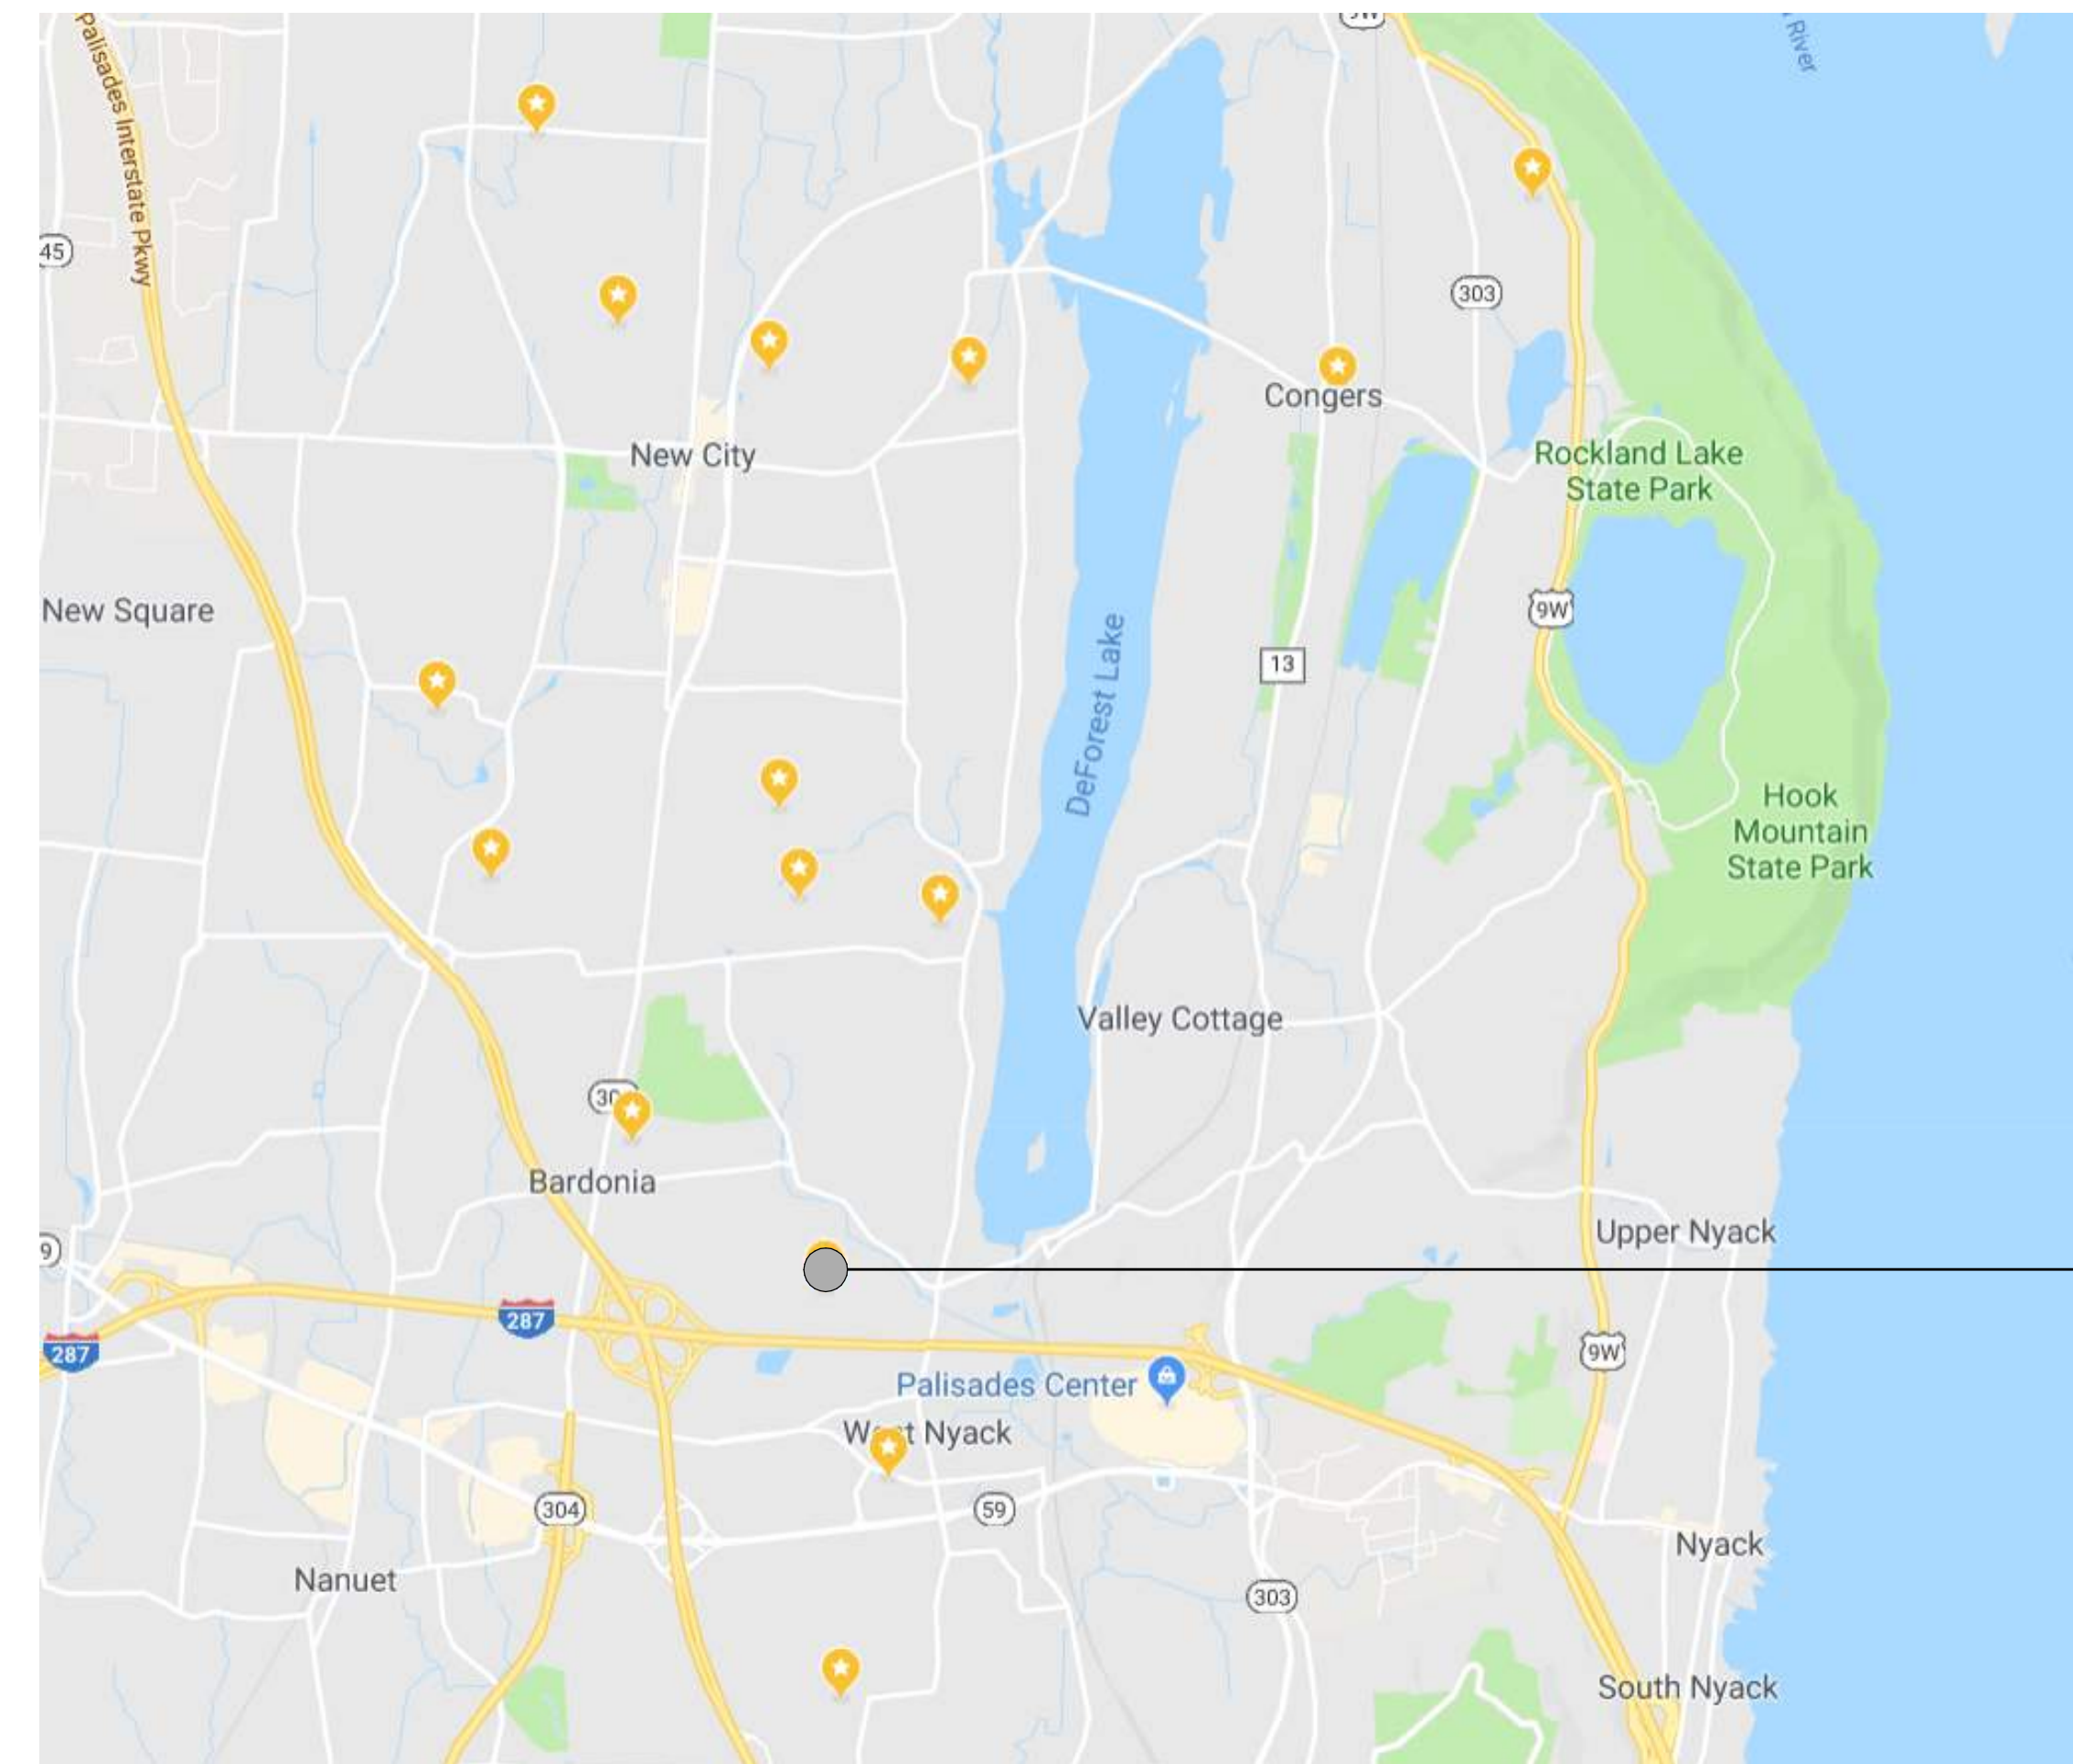 Palisades Interstate Pkwy
River
45
303
Congers
New City
Rockland Lake
State Park
New Square
9W
13
DeForest Lake
Hook
Mountain
State Park
Valley Cottage
Bardonia
Upper Nyack
9
287
287
9W
Palisades Center
Nyack
304
59
Nyack
Nanuet
303
South Nyack